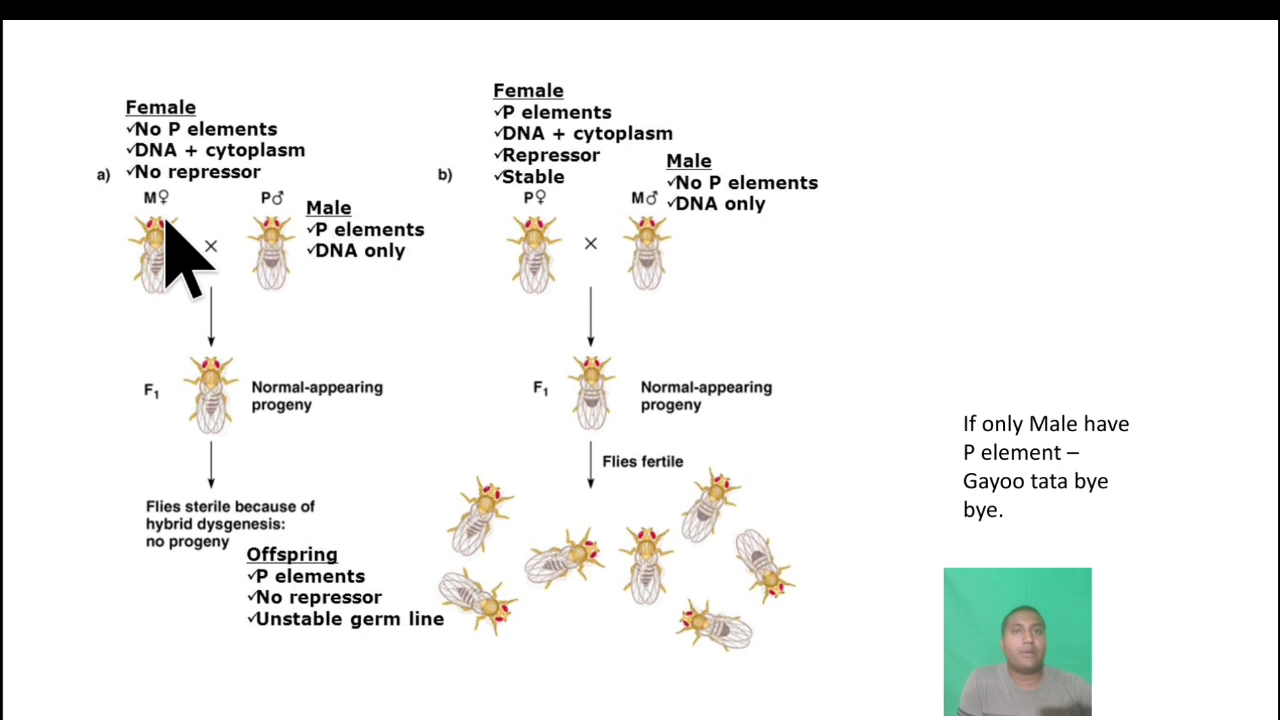 Female
✓No P elements
✓DNA + cytoplasm
✓No repressor
a)
M♀
P♂
Male
✓P elements
✓DNA only
×
F1
Normal-appearing
progeny
Flies sterile because of
hybrid dysgenesis:
no progeny
Offspring
✓P elements
✓No repressor
✓Unstable germ line
Female
✓P elements
✓DNA + cytoplasm
✓Repressor
✓Stable
b)
P♀
M♂
Male
✓No P elements
✓DNA only
×
F1
Normal-appearing
progeny
Flies fertile
If only Male have
P element –
Gayoo tata bye
bye.